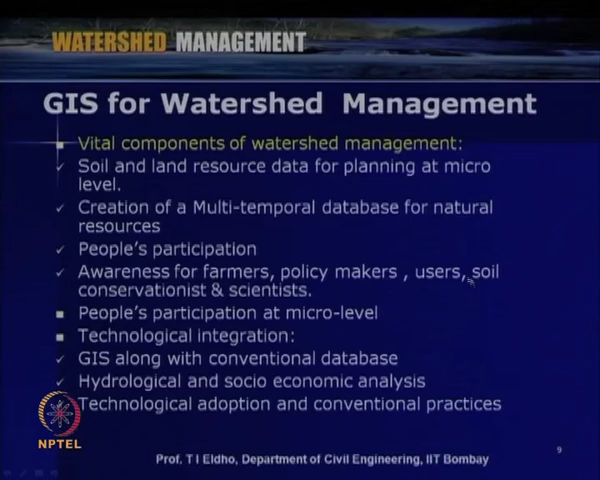 WATERSHED MANAGEMENT
GIS for Watershed Management
Vital components of watershed management:
Soil and land resource data for planning at micro
level.
Creation of a Multi-temporal database for natural
resources
People's participation
Awareness for farmers, policy makers , users, soil
conservationist & scientists.
People's participation at micro-level
Technological integration:
GIS along with conventional database
Hydrological and socio economic analysis
Technological adoption and conventional practices
NPTEL
Prof. T I Eldho, Department of Civil Engineering, IIT Bombay
9